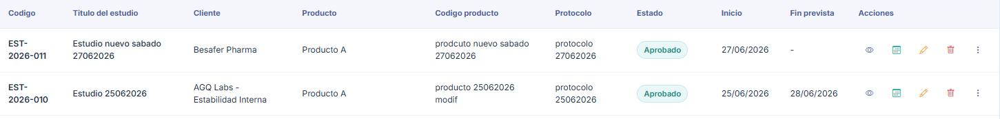 Codigo Titulo del estudio Cliente Producto Codigo producto Protocolo Estado Inicio Fin prevista Acciones
EST-
2026-011
Estudio nuevo sabado
27062026
Besafer Pharma
Producto A
prodcuto nuevo sabado
27062026
protocolo
27062026
Aprobado
27/06/2026
-
EST-
2026-010
Estudio 25062026
AGQ Labs -
Estabilidad Interna
Producto A
producto 25062026
modif
protocolo
25062026
Aprobado
25/06/2026
28/06/2026